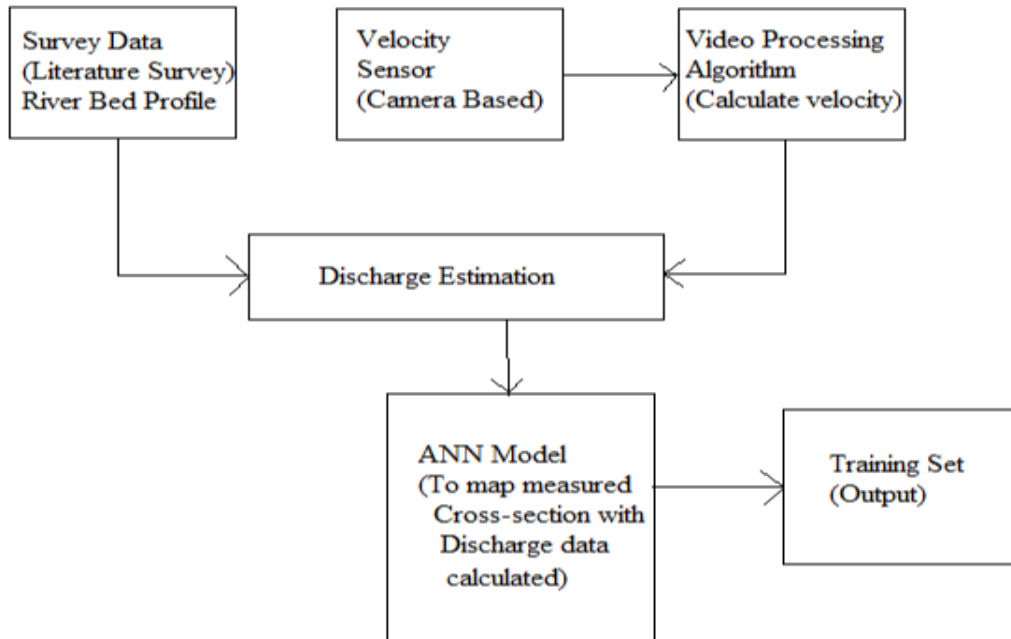 Survey Data
(Literature Survey)
River Bed Profile
Velocity
Sensor
(Camera Based)
Video Processing
Algorithm
(Calculate velocity)
Discharge Estimation
ANN Model
(To map measured
Cross-section with
Discharge data
calculated)
Training Set
(Output)